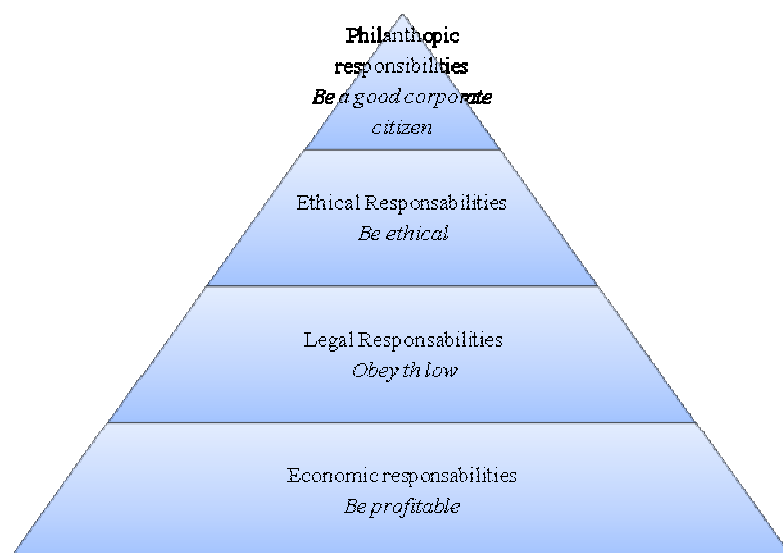 Philanthopic
responsibilities
Be a good corporate
citizen
Ethical Responsabilities
Be ethical
Legal Responsabilities
Obey th low
Economic responsabilities
Be profitable